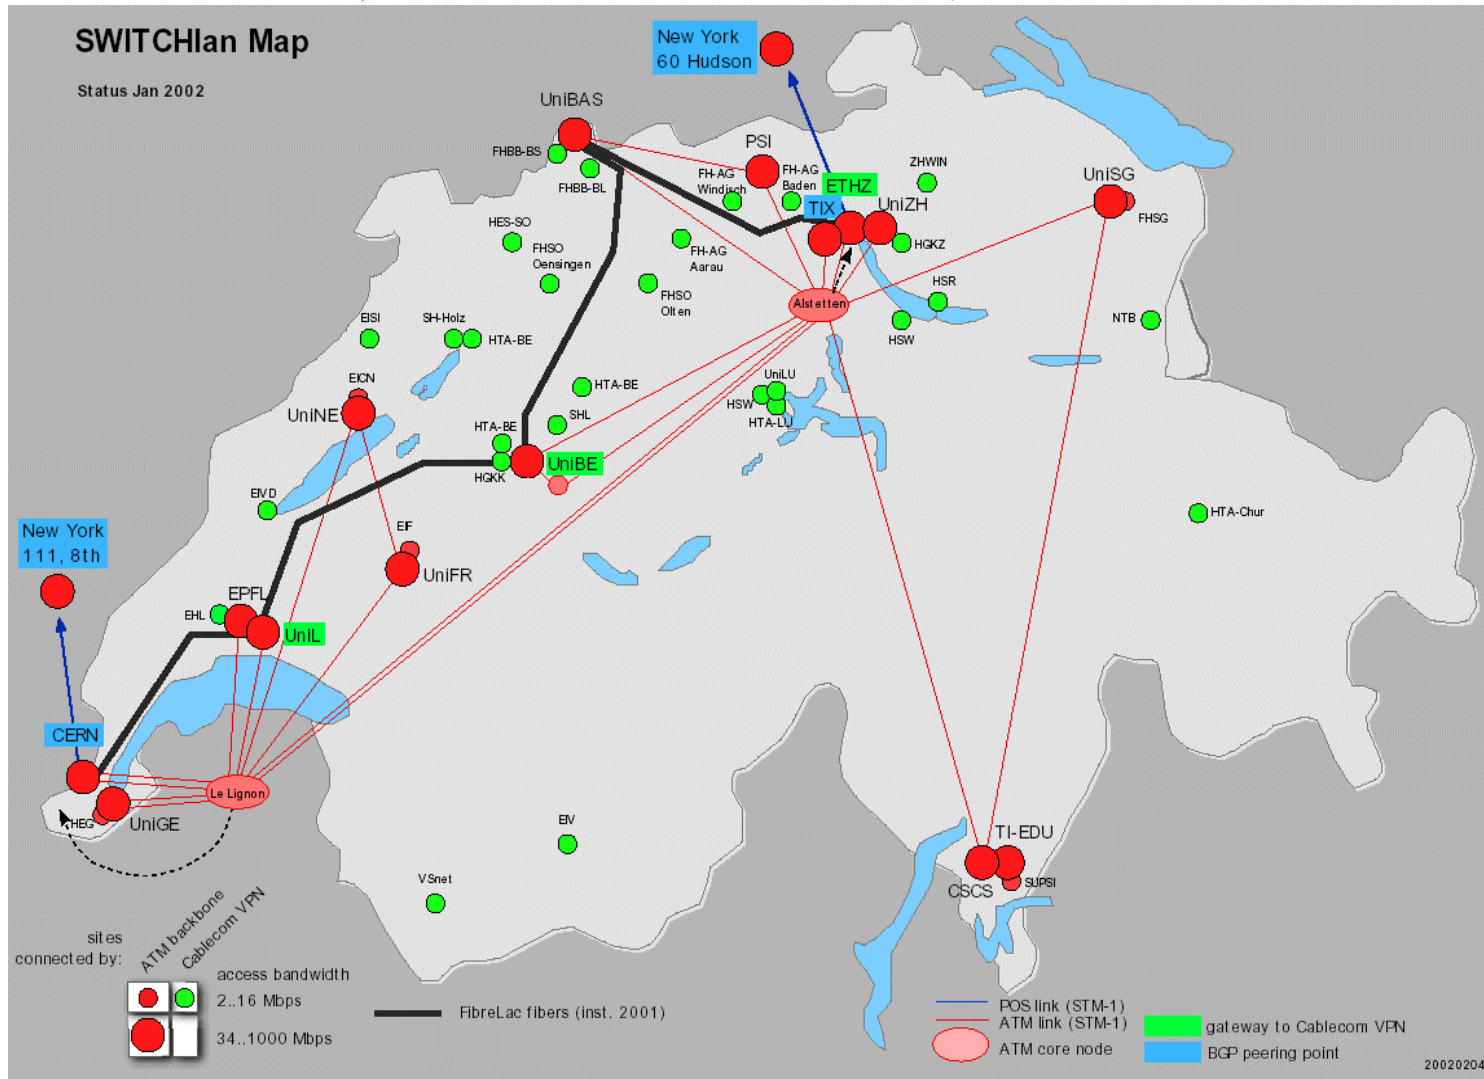 SWITCHlan Map
Status Jan 2002
New York
60 Hudson
UniBAS
FHBB-BS
FHBB-BL
PSI
FH-AG
Windisch
FH-AG
Baden
ETHZ
TIX
UniZH
ZHWIN
UniSG
FHSG
HGKZ
HES-SO
FHSO
Oensingen
FH-AG
Aarau
FHSO
Olten
Alstetten
HSR
HSW
NTB
EISI
SH-Holz
HTA-BE
EICN
UniNE
HTA-BE
SHL
HTA-BE
HGKK
UniBE
UniLU
HSW
HTA-LU
EIVD
HTA-Chur
New York
111, 8th
EIF
UniFR
EPFL
EHL
UniL
CERN
Le Lignon
HEG
UniGE
EIV
VSnet
TI-EDU
CSCS
SUPSI
sites
connected by:
ATM backbone
Cablecom VPN
access bandwidth
2..16 Mbps
34..1000 Mbps
FibreLac fibers (inst. 2001)
POS link (STM-1)
ATM link (STM-1)
ATM core node
gateway to Cablecom VPN
BGP peering point
20020204